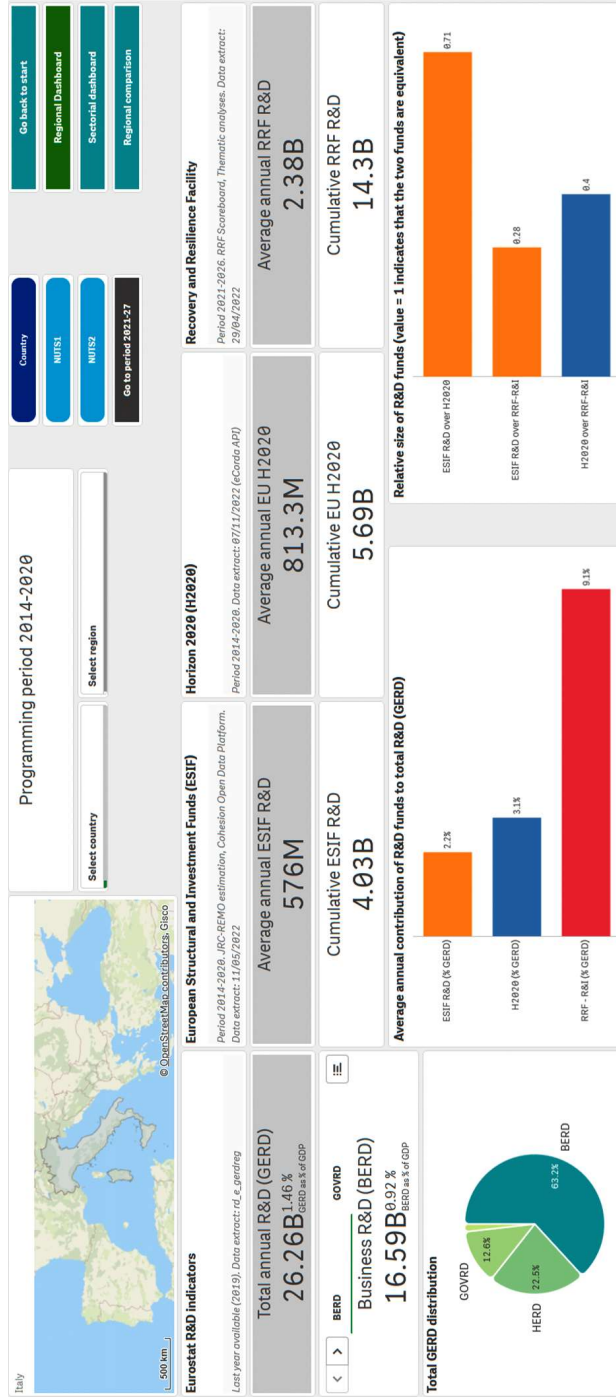 Italy
500 km
© OpenStreetMap contributors, Gisco
Programming period 2014-2020
Select country
Select region
Country
NUTS1
NUTS2
Go to period 2021-27
Go back to start
Regional Dashboard
Sectorial dashboard
Regional comparison
Eurostat R&D indicators
Last year available (2019), Data extract: rd_e_gerdreg
Total annual R&D (GERD)
26.26B 1.46 %
GERD as % of GDP
BERD
GOVRD
Business R&D (BERD)
16.59B 0.92 %
BERD as % of GDP
European Structural and Investment Funds (ESIF)
Period 2014-2020. JRC-REMO estimation, Cohesion Open Data Platform.
Data extract: 11/05/2022
Average annual ESIF R&D
576M
Cumulative ESIF R&D
4.03B
Horizon 2020 (H2020)
Period 2014-2020. Data extract: 07/11/2022 (eCorda API)
Average annual EU H2020
813.3M
Cumulative EU H2020
5.69B
Recovery and Resilience Facility
Period 2021-2026. RRF Scoreboard, Thematic analyses. Data extract:
29/04/2022
Average annual RRF R&D
2.38B
Cumulative RRF R&D
14.3B
Total GERD distribution
GOVRD
12.6%
HERD
22.5%
63.2%
BERD
Average annual contribution of R&D funds to total R&D (GERD)
ESIF R&D (% GERD)
2.2%
H2020 (% GERD)
3.1%
RRF - R&I (% GERD)
9.1%
Relative size of R&D funds (value = 1 indicates that the two funds are equivalent)
ESIF R&D over H2020
0.71
ESIF R&D over RRF-R&I
0.28
H2020 over RRF-R&I
0.4